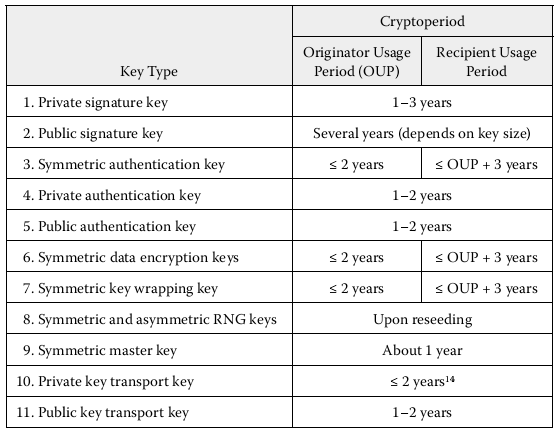 Cryptoperiod
Key Type
Originator Usage Period (OUP)
Recipient Usage Period
1. Private signature key 1–3 years
2. Public signature key Several years (depends on key size)
3. Symmetric authentication key ≤ 2 years ≤ OUP + 3 years
4. Private authentication key 1–2 years
5. Public authentication key 1–2 years
6. Symmetric data encryption keys ≤ 2 years ≤ OUP + 3 years
7. Symmetric key wrapping key ≤ 2 years ≤ OUP + 3 years
8. Symmetric and asymmetric RNG keys Upon reseeding
9. Symmetric master key About 1 year
10. Private key transport key ≤ 2 years¹⁴
11. Public key transport key 1–2 years